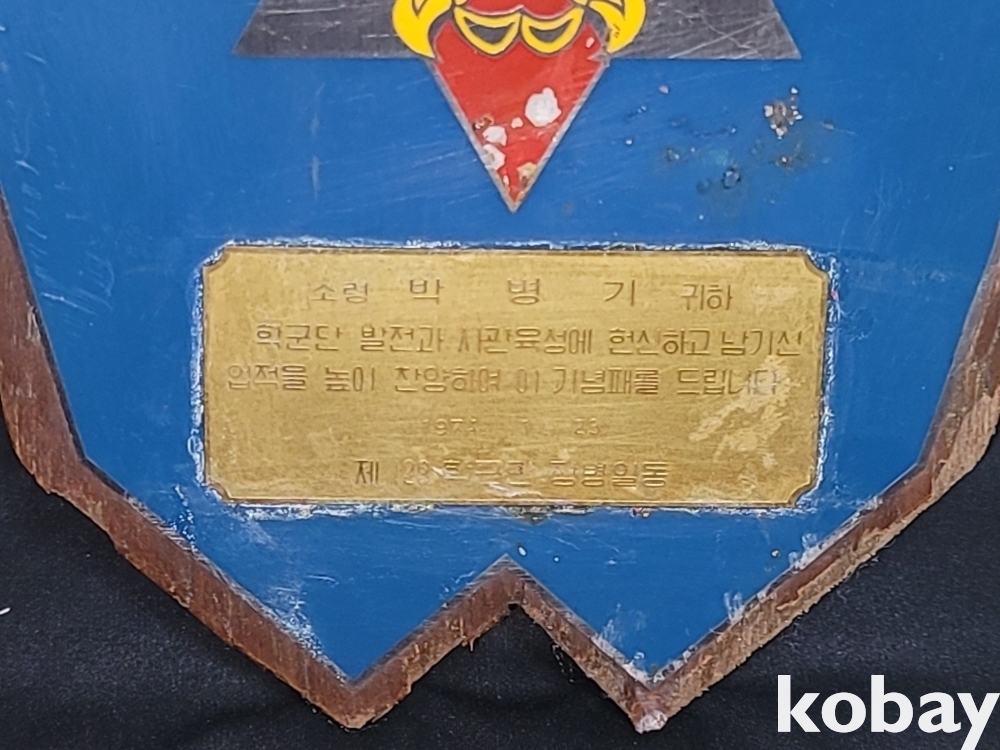 소령 박 병 기 귀하
학군단 발전과 사관육성에 헌신하고 남기신
업적을 높이 찬양하여 이 기념패를 드립니다
제 학군단 장병일동
kobay